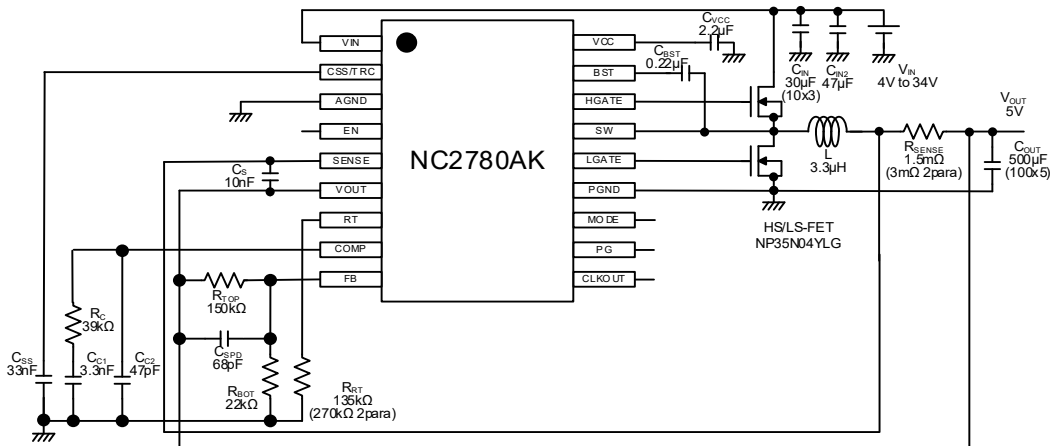 NC2780AK
VIN
CSS/TRC
AGND
EN
SENSE
VOUT
RT
COMP
FB
VCC
BST
HGATE
SW
LGATE
PGND
MODE
PG
CLKOUT
CVCC
2.2µF
CBST
0.22µF
CIN
30µF
(10x3)
CIN2
47µF
VIN
4V to 34V
VOUT
5V
L
3.3µH
RSENSE
1.5mΩ
(3mΩ 2para)
COUT
500µF
(100x5)
HS/LS-FET
NP35N04YLG
CS
10nF
RTOP
150kΩ
CSPD
68pF
RC
39kΩ
CSS
33nF
CC1
3.3nF
CC2
47pF
RBOT
22kΩ
RRT
135kΩ
(270kΩ 2para)